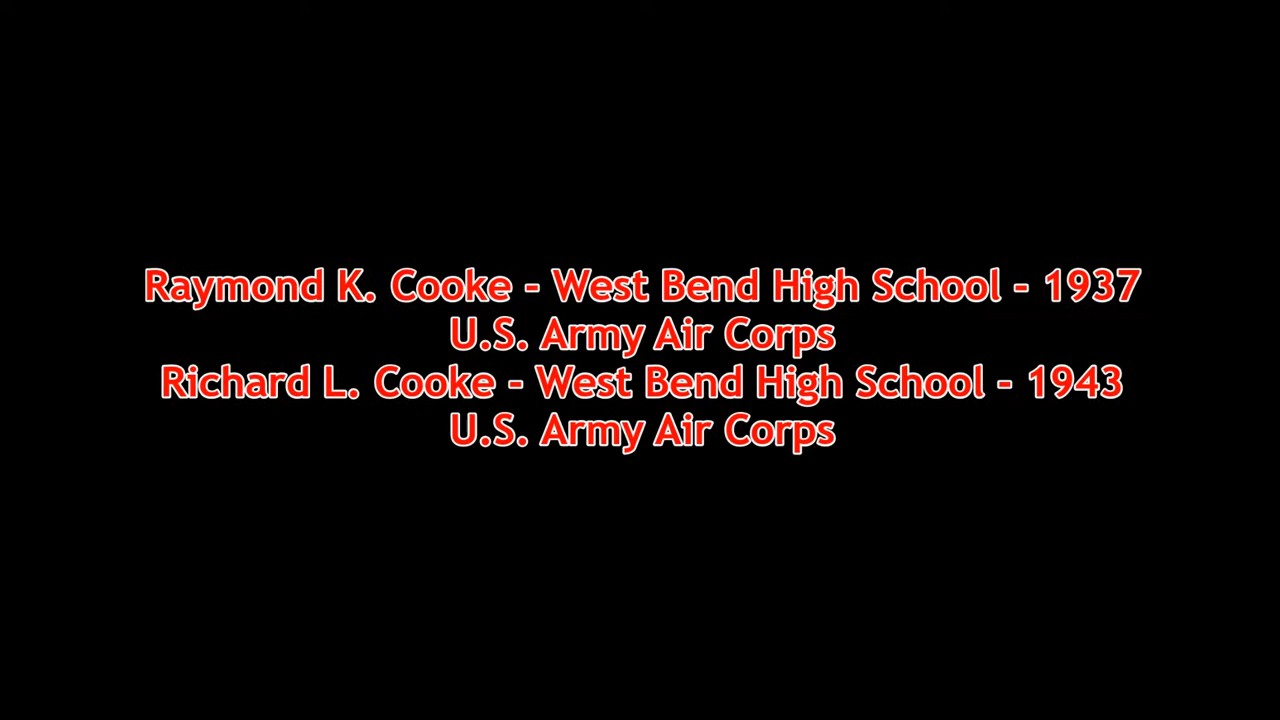 Raymond K. Cooke - West Bend High School - 1937
U.S. Army Air Corps
Richard L. Cooke - West Bend High School - 1943
U.S. Army Air Corps